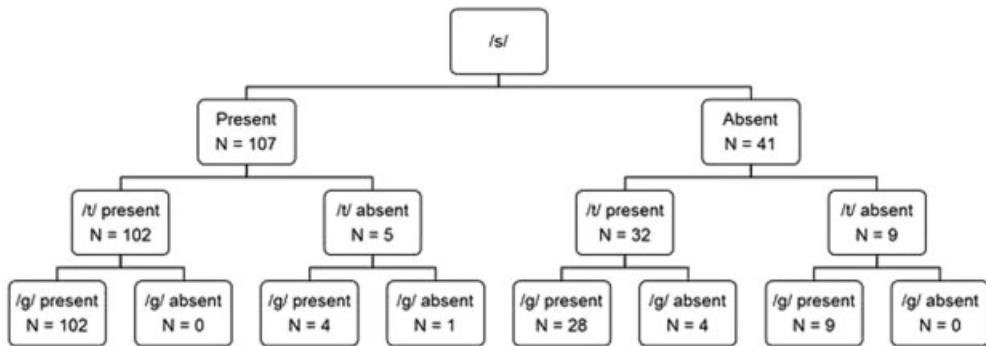 /s/
Present
N = 107
Absent
N = 41
/t/ present
N = 102
/t/ absent
N = 5
/t/ present
N = 32
/t/ absent
N = 9
/g/ present
N = 102
/g/ absent
N = 0
/g/ present
N = 4
/g/ absent
N = 1
/g/ present
N = 28
/g/ absent
N = 4
/g/ present
N = 9
/g/ absent
N = 0